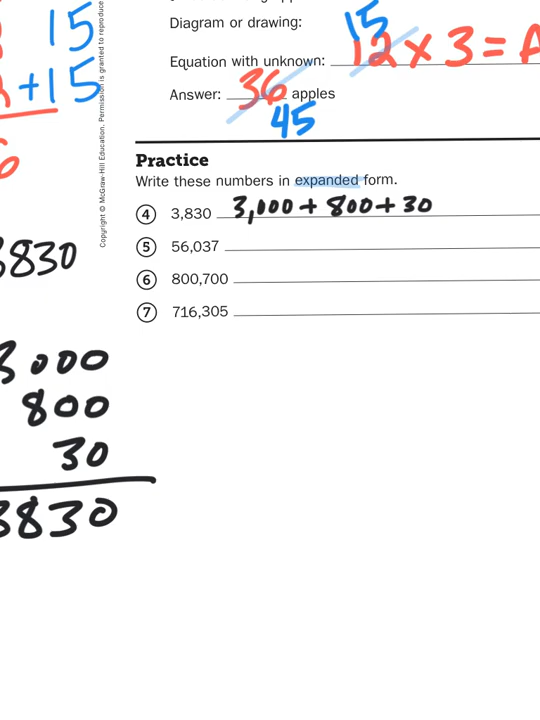 Diagram or drawing:
15
15
Equation with unknown: 12 × 3 =
+15
Answer: 36 apples
45
Copyright © McGraw-Hill Education. Permission is granted to reproduce
Practice
Write these numbers in expanded form.
4 3,830 3,000 + 800 + 30
3830
5 56,037
6 800,700
7 716,305
3000
800
30
3830